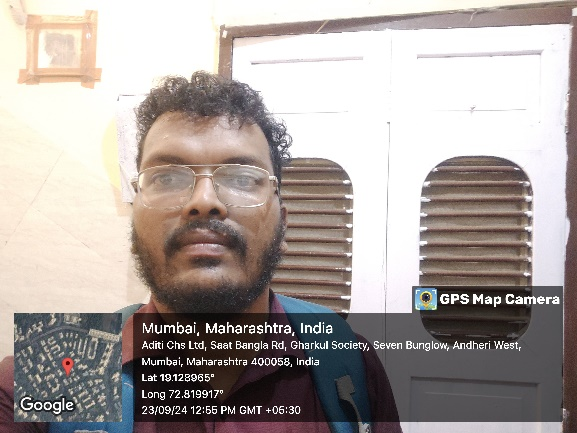 GPS Map Camera
Mumbai, Maharashtra, India
Aditi Chs Ltd, Saat Bangla Rd, Gharkul Society, Seven Bunglow, Andheri West,
Mumbai, Maharashtra 400058, India
Lat 19.128965°
Long 72.819917°
23/09/24 12:55 PM GMT +05:30
Google